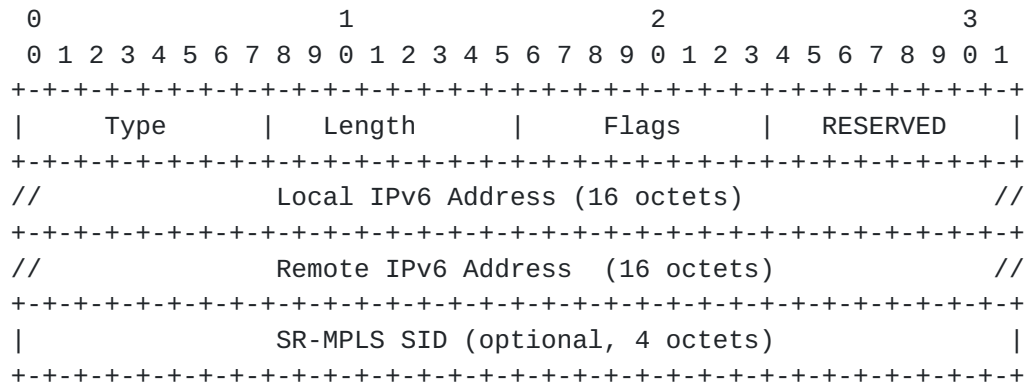 0                   1                   2                   3
 0 1 2 3 4 5 6 7 8 9 0 1 2 3 4 5 6 7 8 9 0 1 2 3 4 5 6 7 8 9 0 1
+-+-+-+-+-+-+-+-+-+-+-+-+-+-+-+-+-+-+-+-+-+-+-+-+-+-+-+-+-+-+-+-+
|     Type      |   Length      |     Flags     |   RESERVED    |
+-+-+-+-+-+-+-+-+-+-+-+-+-+-+-+-+-+-+-+-+-+-+-+-+-+-+-+-+-+-+-+-+
//               Local IPv6 Address (16 octets)                //
+-+-+-+-+-+-+-+-+-+-+-+-+-+-+-+-+-+-+-+-+-+-+-+-+-+-+-+-+-+-+-+-+
//               Remote IPv6 Address  (16 octets)              //
+-+-+-+-+-+-+-+-+-+-+-+-+-+-+-+-+-+-+-+-+-+-+-+-+-+-+-+-+-+-+-+-+
|                SR-MPLS SID (optional, 4 octets)               |
+-+-+-+-+-+-+-+-+-+-+-+-+-+-+-+-+-+-+-+-+-+-+-+-+-+-+-+-+-+-+-+-+